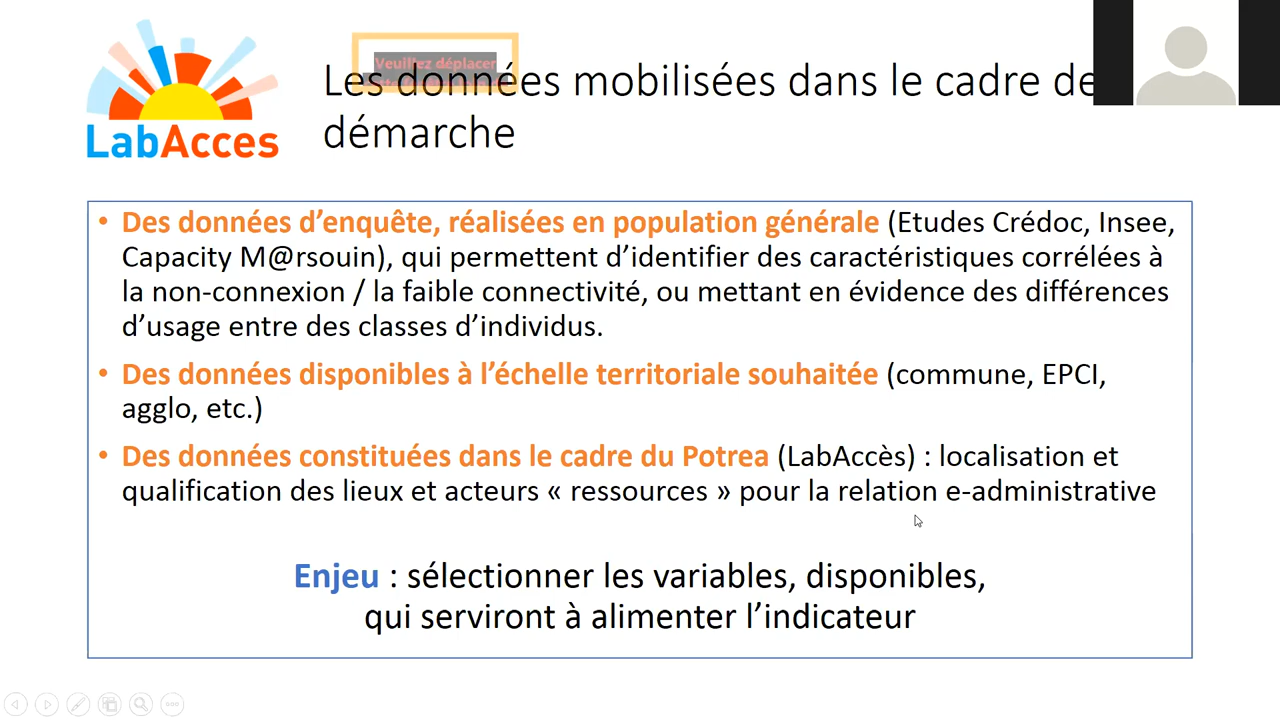 LabAcces
Veuillez déplacer
Les données mobilisées dans le cadre de
démarche
• Des données d’enquête, réalisées en population générale (Etudes Crédoc, Insee,
Capacity M@rsouin), qui permettent d’identifier des caractéristiques corrélées à
la non-connexion / la faible connectivité, ou mettant en évidence des différences
d’usage entre des classes d’individus.
• Des données disponibles à l’échelle territoriale souhaitée (commune, EPCI,
agglo, etc.)
• Des données constituées dans le cadre du Potrea (LabAccès) : localisation et
qualification des lieux et acteurs « ressources » pour la relation e-administrative
Enjeu : sélectionner les variables, disponibles,
qui serviront à alimenter l’indicateur